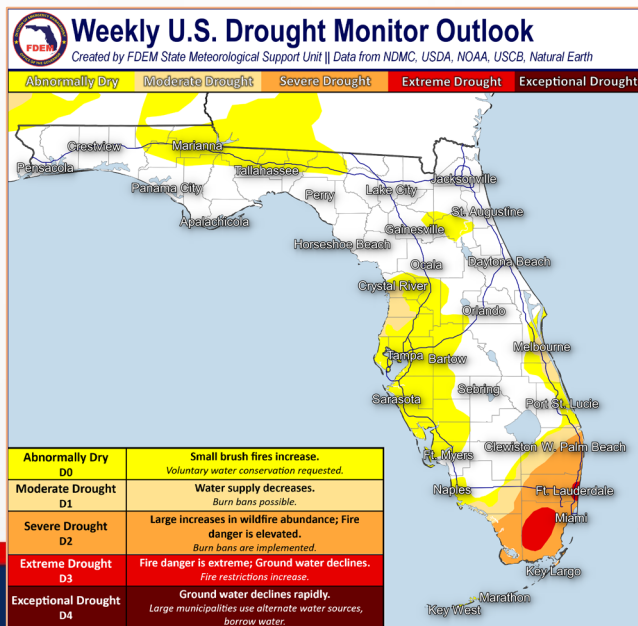 Weekly U.S. Drought Monitor Outlook
FDEM
Created by FDEM State Meteorological Support Unit || Data from NDMC, USDA, NOAA, USCB, Natural Earth
Abnormally Dry Moderate Drought Severe Drought Extreme Drought Exceptional Drought
Crestview
Marianna
Pensacola
Tallahassee
Jacksonville
Panama City
Perry
Lake City
Apalachicola
St. Augustine
Gainesville
Horseshoe Beach
Ocala
Daytona Beach
Crystal River
Orlando
Melbourne
Tampa
Bartow
Sebring
Sarasota
Port St. Lucie
Clewiston
W. Palm Beach
Ft. Myers
Naples
Ft. Lauderdale
Miami
Key Largo
Marathon
Key West
Abnormally Dry
D0
Small brush fires increase.
Voluntary water conservation requested.
Moderate Drought
D1
Water supply decreases.
Burn bans possible.
Severe Drought
D2
Large increases in wildfire abundance; Fire
danger is elevated.
Burn bans are implemented.
Extreme Drought
D3
Fire danger is extreme; Ground water declines.
Fire restrictions increase.
Exceptional Drought
D4
Ground water declines rapidly.
Large municipalities use alternate water sources,
borrow water.